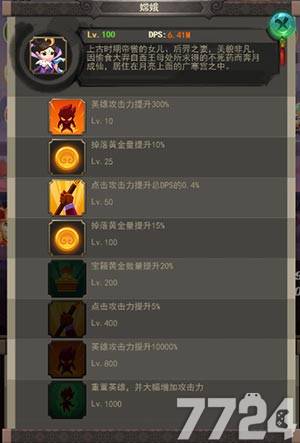 嫦娥
Lv. 100 DPS:6.41M
上古时期帝喾的女儿、后羿之妻，美貌非凡，
因偷食大羿自西王母处所求得的不死药而奔月
成仙，居住在月亮上面的广寒宫之中。
英雄攻击力提升300%
Lv. 10
掉落黄金量提升10%
Lv. 25
点击攻击力提升总DPS的0.4%
Lv. 50
掉落黄金量提升15%
Lv. 100
宝箱黄金数量提升20%
Lv. 200
点击攻击力提升5%
Lv. 400
英雄攻击力提升10000%
Lv. 800
重置英雄，并大幅增加攻击力
Lv. 1000
7724